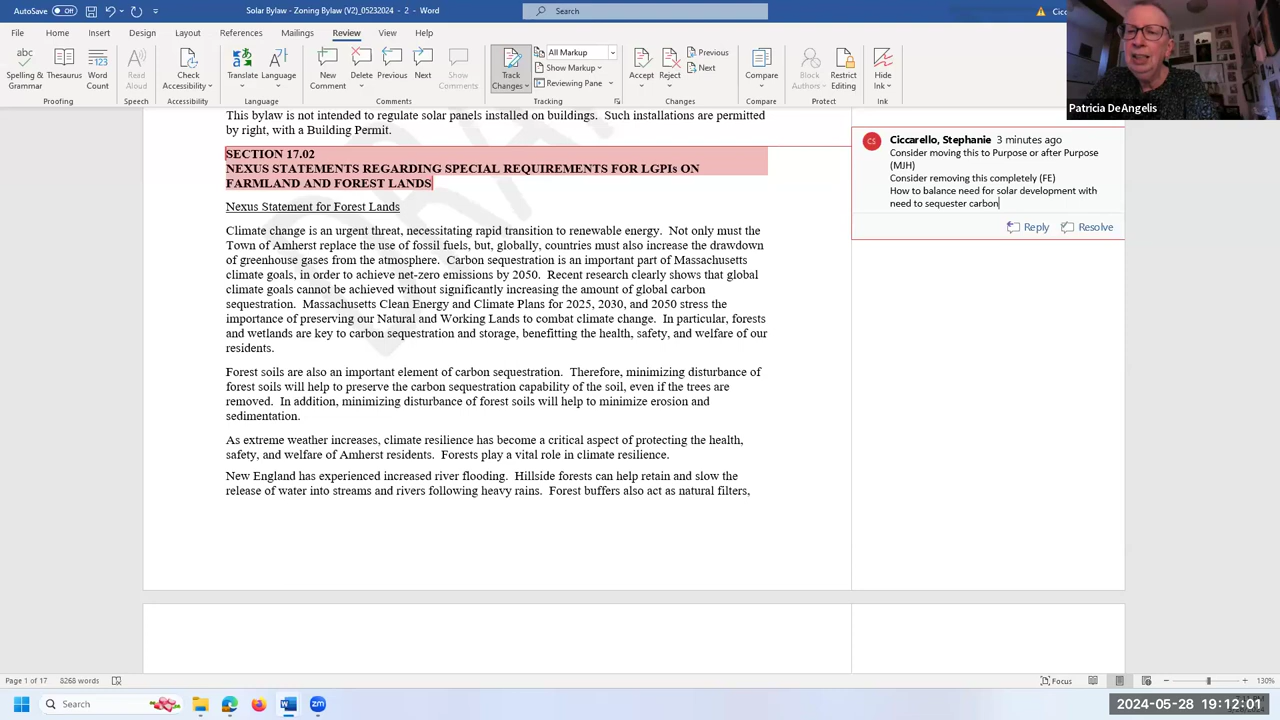 AutoSave Off Solar Bylaw - Zoning Bylaw (V2)_05232024 - 2 - Word Search Cicc
File Home Insert Design Layout References Mailings Review View Help
Spelling & Grammar Thesaurus Word Count Read Aloud Check Accessibility Translate Language New Comment Delete Previous Next Show Comments Track Changes All Markup Show Markup Reviewing Pane Accept Reject Previous Next Compare Block Authors Restrict Editing Hide Ink
Proofing Speech Accessibility Language Comments Tracking Changes Compare Protect Ink
Patricia DeAngelis
This bylaw is not intended to regulate solar panels installed on buildings. Such installations are permitted
by right, with a Building Permit.
SECTION 17.02
NEXUS STATEMENTS REGARDING SPECIAL REQUIREMENTS FOR LGPIs ON
FARMLAND AND FOREST LANDS
Nexus Statement for Forest Lands
Climate change is an urgent threat, necessitating rapid transition to renewable energy. Not only must the
Town of Amherst replace the use of fossil fuels, but, globally, countries must also increase the drawdown
of greenhouse gases from the atmosphere. Carbon sequestration is an important part of Massachusetts
climate goals, in order to achieve net-zero emissions by 2050. Recent research clearly shows that global
climate goals cannot be achieved without significantly increasing the amount of global carbon
sequestration. Massachusetts Clean Energy and Climate Plans for 2025, 2030, and 2050 stress the
importance of preserving our Natural and Working Lands to combat climate change. In particular, forests
and wetlands are key to carbon sequestration and storage, benefitting the health, safety, and welfare of our
residents.
Forest soils are also an important element of carbon sequestration. Therefore, minimizing disturbance of
forest soils will help to preserve the carbon sequestration capability of the soil, even if the trees are
removed. In addition, minimizing disturbance of forest soils will help to minimize erosion and
sedimentation.
As extreme weather increases, climate resilience has become a critical aspect of protecting the health,
safety, and welfare of Amherst residents. Forests play a vital role in climate resilience.
New England has experienced increased river flooding. Hillside forests can help retain and slow the
release of water into streams and rivers following heavy rains. Forest buffers also act as natural filters,
CS Ciccarello, Stephanie 3 minutes ago
Consider moving this to Purpose or after Purpose
(MJH)
Consider removing this completely (FE)
How to balance need for solar development with
need to sequester carbon
Reply Resolve
Page 1 of 17 8268 words Focus 130%
Search zm
2024-05-28 19:12:01